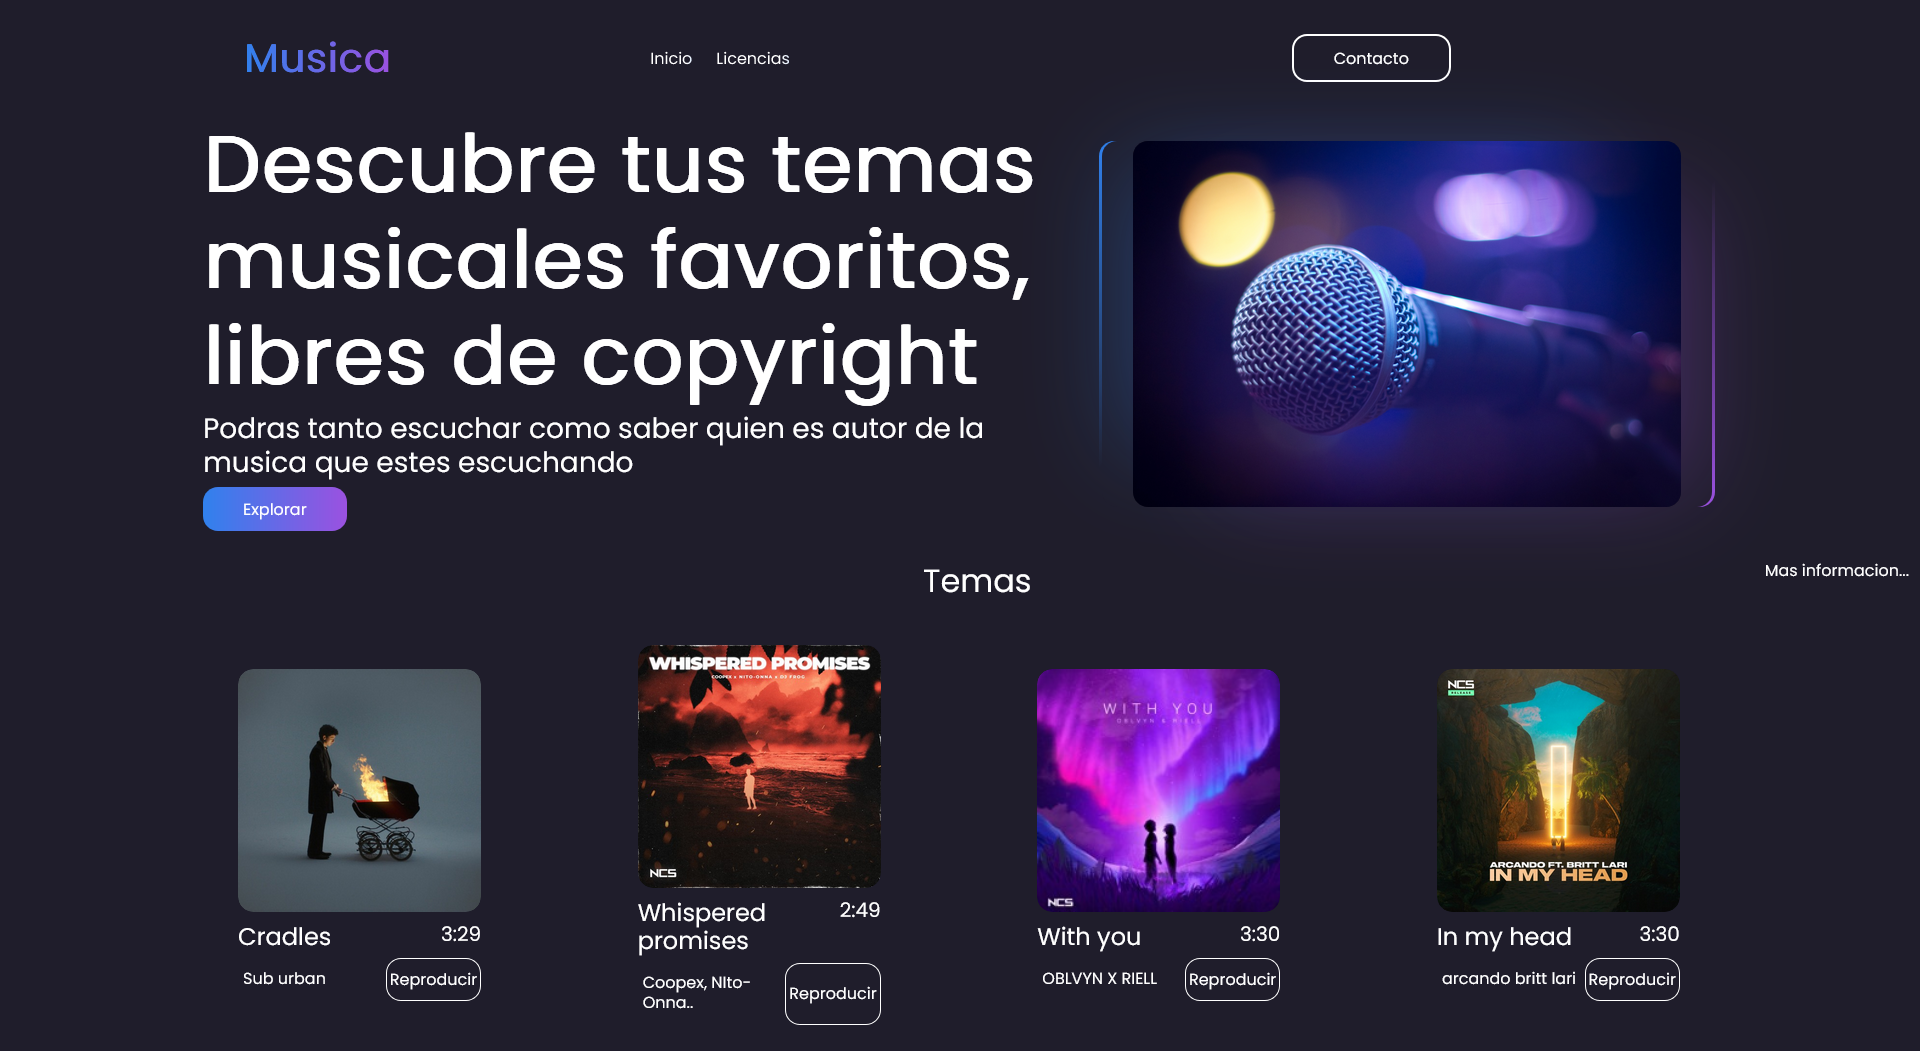 Musica
Inicio
Licencias
Contacto
Descubre tus temas
musicales favoritos,
libres de copyright
Podras tanto escuchar como saber quien es autor de la
musica que estes escuchando
Explorar
Temas
Mas informacion...
Cradles
3:29
Sub urban
Reproducir
WHISPERED PROMISES
COOPEX x NITO-ONNA x DJ FROG
NCS
Whispered
promises
2:49
Coopex, NIto-
Onna..
Reproducir
WITH YOU
OBLVYN & RIELL
NCS
With you
3:30
OBLVYN X RIELL
Reproducir
NCS
RELEASE
ARCANDO FT. BRITT LARI
IN MY HEAD
In my head
3:30
arcando britt lari
Reproducir